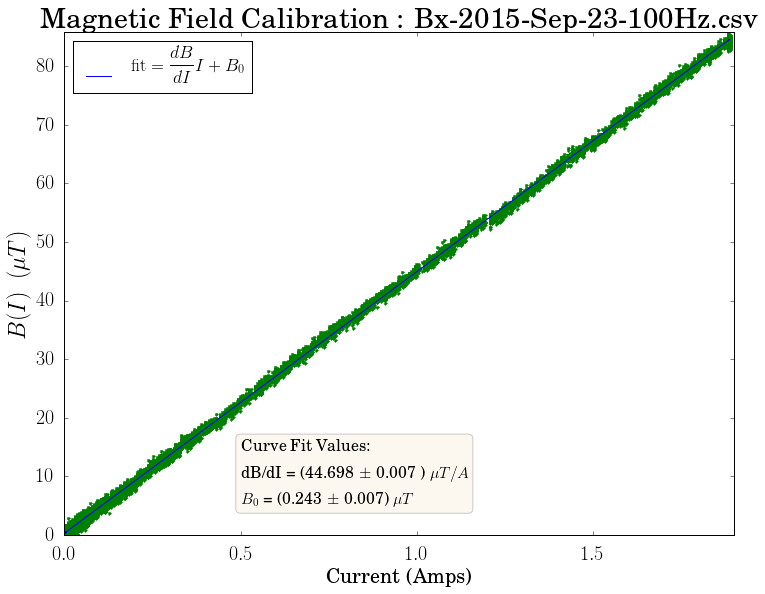 Magnetic Field Calibration : Bx-2015-Sep-23-100Hz.csv
fit = dB/dI I + B₀
80
70
60
50
40
30
20
10
0
B(I) (μT)
Curve Fit Values:
dB/dI = (44.698 ± 0.007 ) μT/A
B₀ = (0.243 ± 0.007) μT
0.0 0.5 1.0 1.5
Current (Amps)